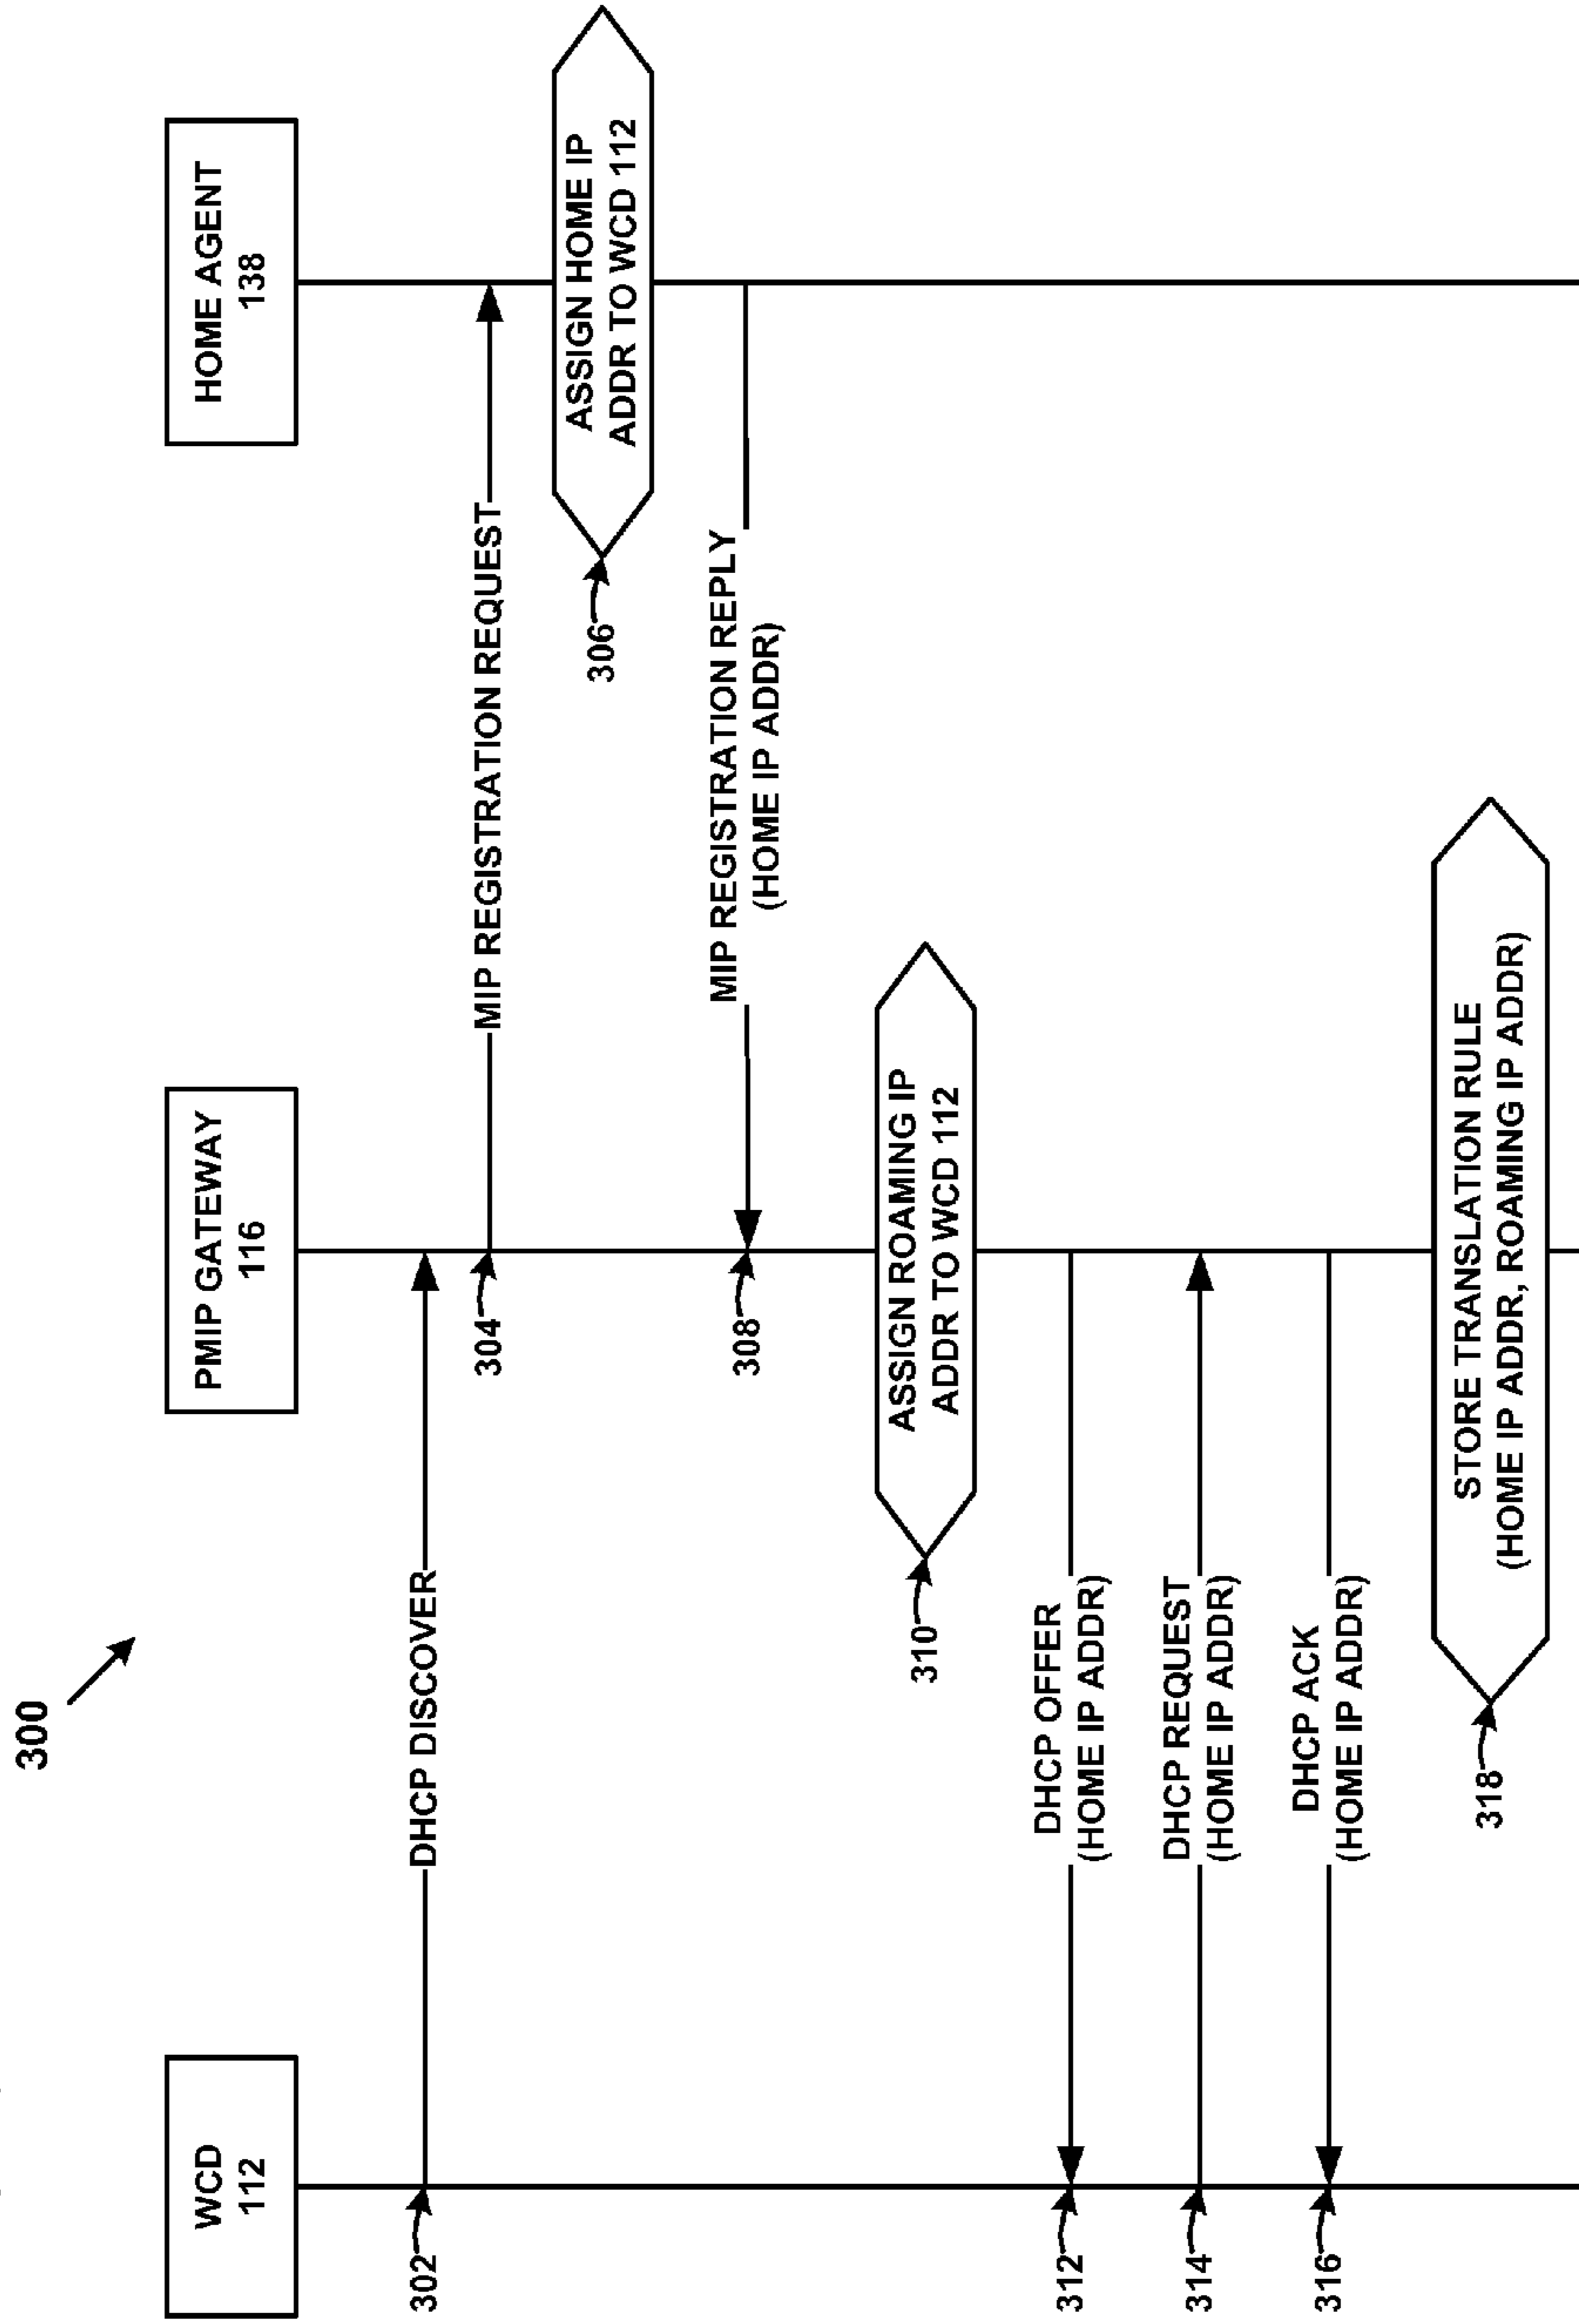 300
WCD
112
PMIP GATEWAY
116
HOME AGENT
138
302
DHCP DISCOVER
304
MIP REGISTRATION REQUEST
306
ASSIGN HOME IP
ADDR TO WCD 112
308
MIP REGISTRATION REPLY
(HOME IP ADDR)
310
ASSIGN ROAMING IP
ADDR TO WCD 112
312
DHCP OFFER
(HOME IP ADDR)
314
DHCP REQUEST
(HOME IP ADDR)
316
DHCP ACK
(HOME IP ADDR)
318
STORE TRANSLATION RULE
(HOME IP ADDR, ROAMING IP ADDR)